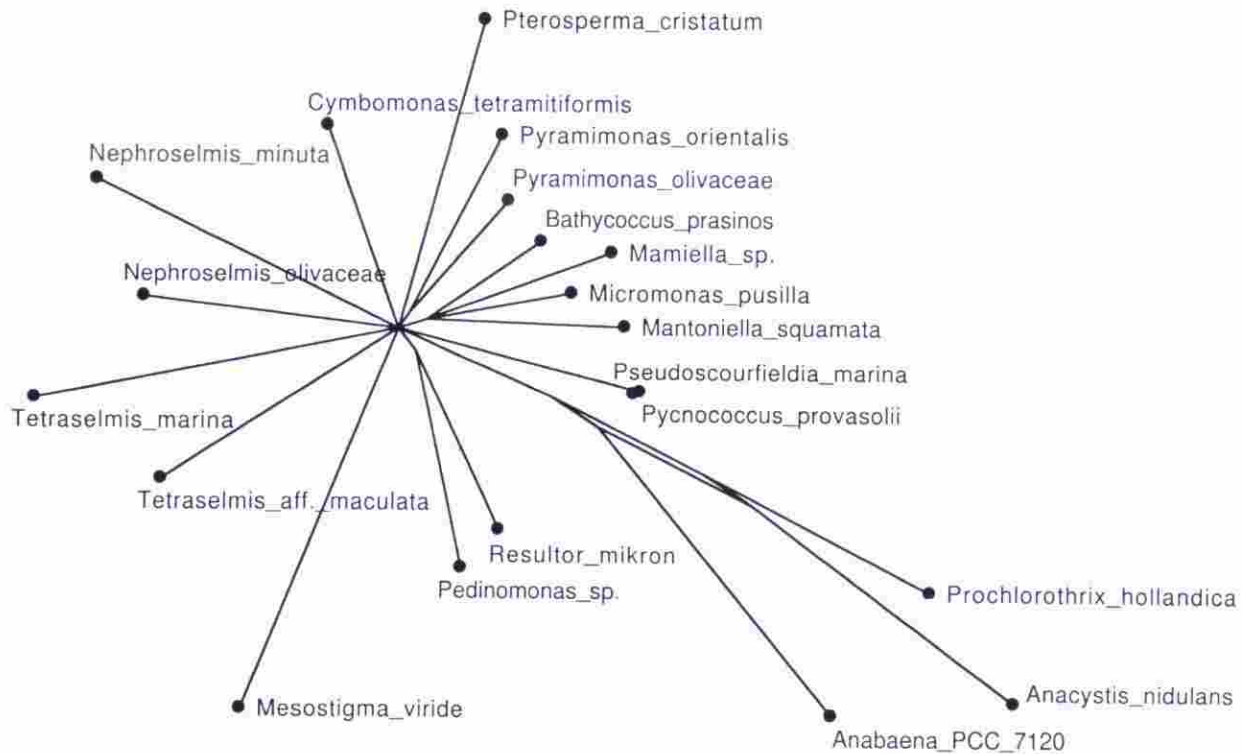 Pterosperma_cristatum
Cymbomonas_tetramitiformis
Pyramimonas_orientalis
Nephroselmis_minuta
Pyramimonas_olivaceae
Bathycoccus_prasinos
Mamiella_sp.
Nephroselmis_olivaceae
Micromonas_pusilla
Mantoniella_squamata
Pseudoscourfieldia_marina
Tetraselmis_marina
Pycnococcus_provasolii
Tetraselmis_aff._maculata
Resultor_mikron
Pedinomonas_sp.
Prochlorothrix_hollandica
Mesostigma_viride
Anacystis_nidulans
Anabaena_PCC_7120